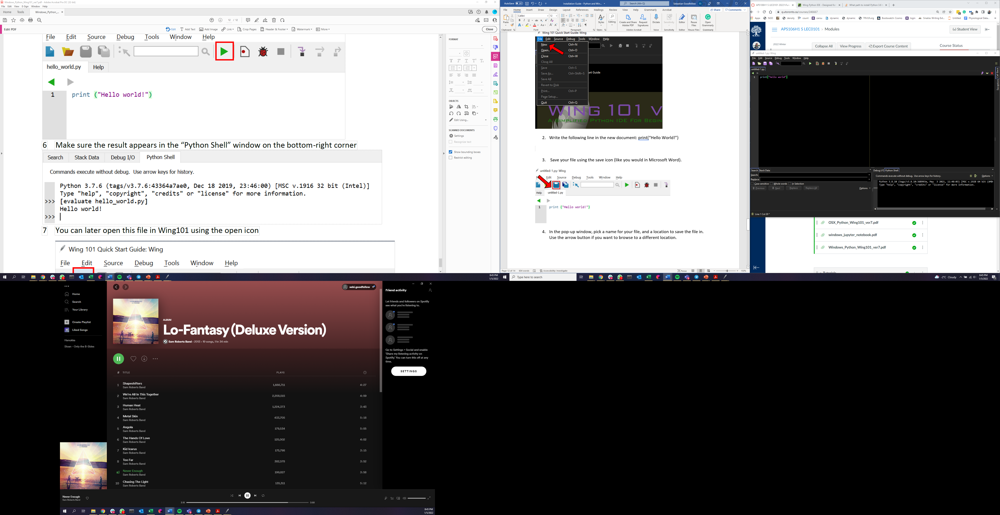 Windows_Python_Wing101_ver7.pdf - Adobe Acrobat Pro DC (32-bit)
File Edit View E-Sign Window Help
Home Tools Windows_Python_... ×
12 / 12
Edit PDF
Edit Add Text Add Image Link Crop Pages Header & Footer Watermark More
Close
File Edit Source Debug Tools Window Help
hello_world.py Help
1 print ("Hello world!")
6 Make sure the result appears in the “Python Shell” window on the bottom-right corner
Search Stack Data Debug I/O Python Shell
Commands execute without debug. Use arrow keys for history.
Python 3.7.6 (tags/v3.7.6:43364a7ae0, Dec 18 2019, 23:46:00) [MSC v.1916 32 bit (Intel)]
Type "help", "copyright", "credits" or "license" for more information.
>>> [evaluate hello_world.py]
Hello world!
>>>
7 You can later open this file in Wing101 using the open icon
Wing 101 Quick Start Guide: Wing
File Edit Source Debug Tools Window Help
FORMAT
OBJECTS
Edit Using...
SCANNED DOCUMENTS
Settings
Recognize text
Show bounding boxes
Restrict editing
8:45 PM
1/5/2022
AutoSave Off
Installation Guide - Python and Win...
Search (Alt+Q)
Sebastian Goodfellow SG
File Home Insert Draw Design Layout References Mailings Review View Help Grammarly Acrobat Share Comments
Calibri 12
Paste
Styles
Editing
Create and Share Adobe PDF
Request Signatures
Dictate
Sensitivity
Editor
Reuse Files
Open Grammarly
Clipboard Font Paragraph Styles Adobe Acrobat Voice Sensitivity Editor Reuse Files Grammarly
Wing 101 Quick Start Guide: Wing
File Edit Source Debug Tools Window Help
New Ctrl+N
Open... Ctrl+O
Close Ctrl+W
Close All
Save Ctrl+S
Save As... Ctrl+Shift+S
Save All
Revert to Disk
Print... Ctrl+P
Page Setup...
Quit Ctrl+Q
art Guide
WING 101 V
A SIMPLIFIED PYTHON IDE FOR BEGIN
2. Write the following line in the new document: print(“Hello World!”)
3. Save your file using the save icon (like you would in Microsoft Word).
untitled-1.py: Wing
F Edit Source Debug Tools Window Help
Help untitled-1.py
1 print ("Hello world!")
4. In the pop-up window, pick a name for your file, and a location to save the file in.
Use the arrow button if you want to browse to a different location.
Page 12 of 14 604 words Accessibility: Investigate
Focus
150%
Type here to search
APS106H1 S LEC0101 20221:Fun
Wing Python IDE - Designed for
What path to install Python 3.6
q.utoronto.ca/courses/246667
Apps NGD density count carou dynamic dynamic TRVLR.org Bootswatch: Cosmo login Sinatra: Writing Ext... Untitled Physiological Data...
APS106H1 S LEC0101 › Modules
Student View
2022 Winter
Collapse All View Progress Export Course Content
Course Status
untitled-1.py: Wing
File Edit Source Debug Tools Window Help
untitled-1.py
1 print("hello world")
Call Stack
Exceptions
Search Stack Data
Search:
Replace:
Case sensitive Whole words In Selection
Previous Next Replace Replace All
Options
Debug I/O Python Shell
Commands execute without debug. Use arrow keys for history.
Options
Python 3.8.10 (tags/v3.8.10:3d8993a, May 3 2021, 11:48:03) [MSC v.1928 64 bit (AMD
Type "help", "copyright", "credits" or "license" for more information.
>>>
Line 1 Col 20 *
OSX_Python_Wing101_ver7.pdf
windows_jupyter_notebook.pdf
Windows_Python_Wing101_ver7.pdf
Tutorials
-2°C Cloudy
8:45 PM
1/5/2022
Home
Search
Your Library
Create Playlist
Liked Songs
Hanukka
Sloan - Only the B-Sides
sebi.goodfellow
ALBUM
Lo-Fantasy (Deluxe Version)
Sam Roberts Band • 2013 • 19 songs, 1 hr 34 min
# TITLE PLAYS
1 Shapeshifters 1,666,711 4:27
Sam Roberts Band
2 We're All In This Together 2,208,515 4:59
Sam Roberts Band
3 Human Heat 1,224,373 3:43
Sam Roberts Band
4 Metal Skin 433,705 5:18
Sam Roberts Band
5 Angola 179,534 5:05
Sam Roberts Band
6 The Hands Of Love 125,002 4:02
Sam Roberts Band
7 Kid Icarus 175,798 3:15
Sam Roberts Band
8 Too Far 382,578 3:52
Sam Roberts Band
Never Enough 199,827 3:58
Sam Roberts Band
10 Chasing The Light 135,311 5:12
Sam Roberts Band
Friend activity
Let friends and followers on Spotify
see what you're listening to.
Go to Settings > Social and enable
'Share my listening activity on
Spotify.' You can turn this off at any
time.
SETTINGS
Never Enough
Sam Roberts Band
3:18 3:58
8:45 PM
1/5/2022